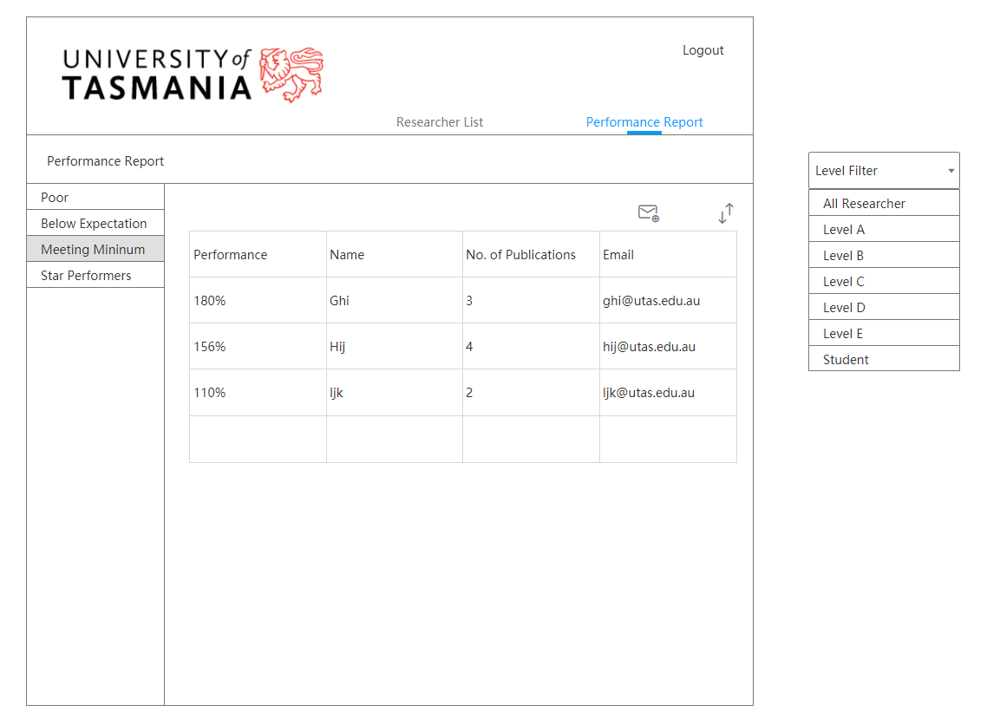 UNIVERSITY of
TASMANIA
Logout
Researcher List
Performance Report
Performance Report
Poor
Below Expectation
Meeting Mininum
Star Performers
Performance Name No. of Publications Email
180% Ghi 3 ghi@utas.edu.au
156% Hij 4 hij@utas.edu.au
110% Ijk 2 Ijk@utas.edu.au
Level Filter
All Researcher
Level A
Level B
Level C
Level D
Level E
Student